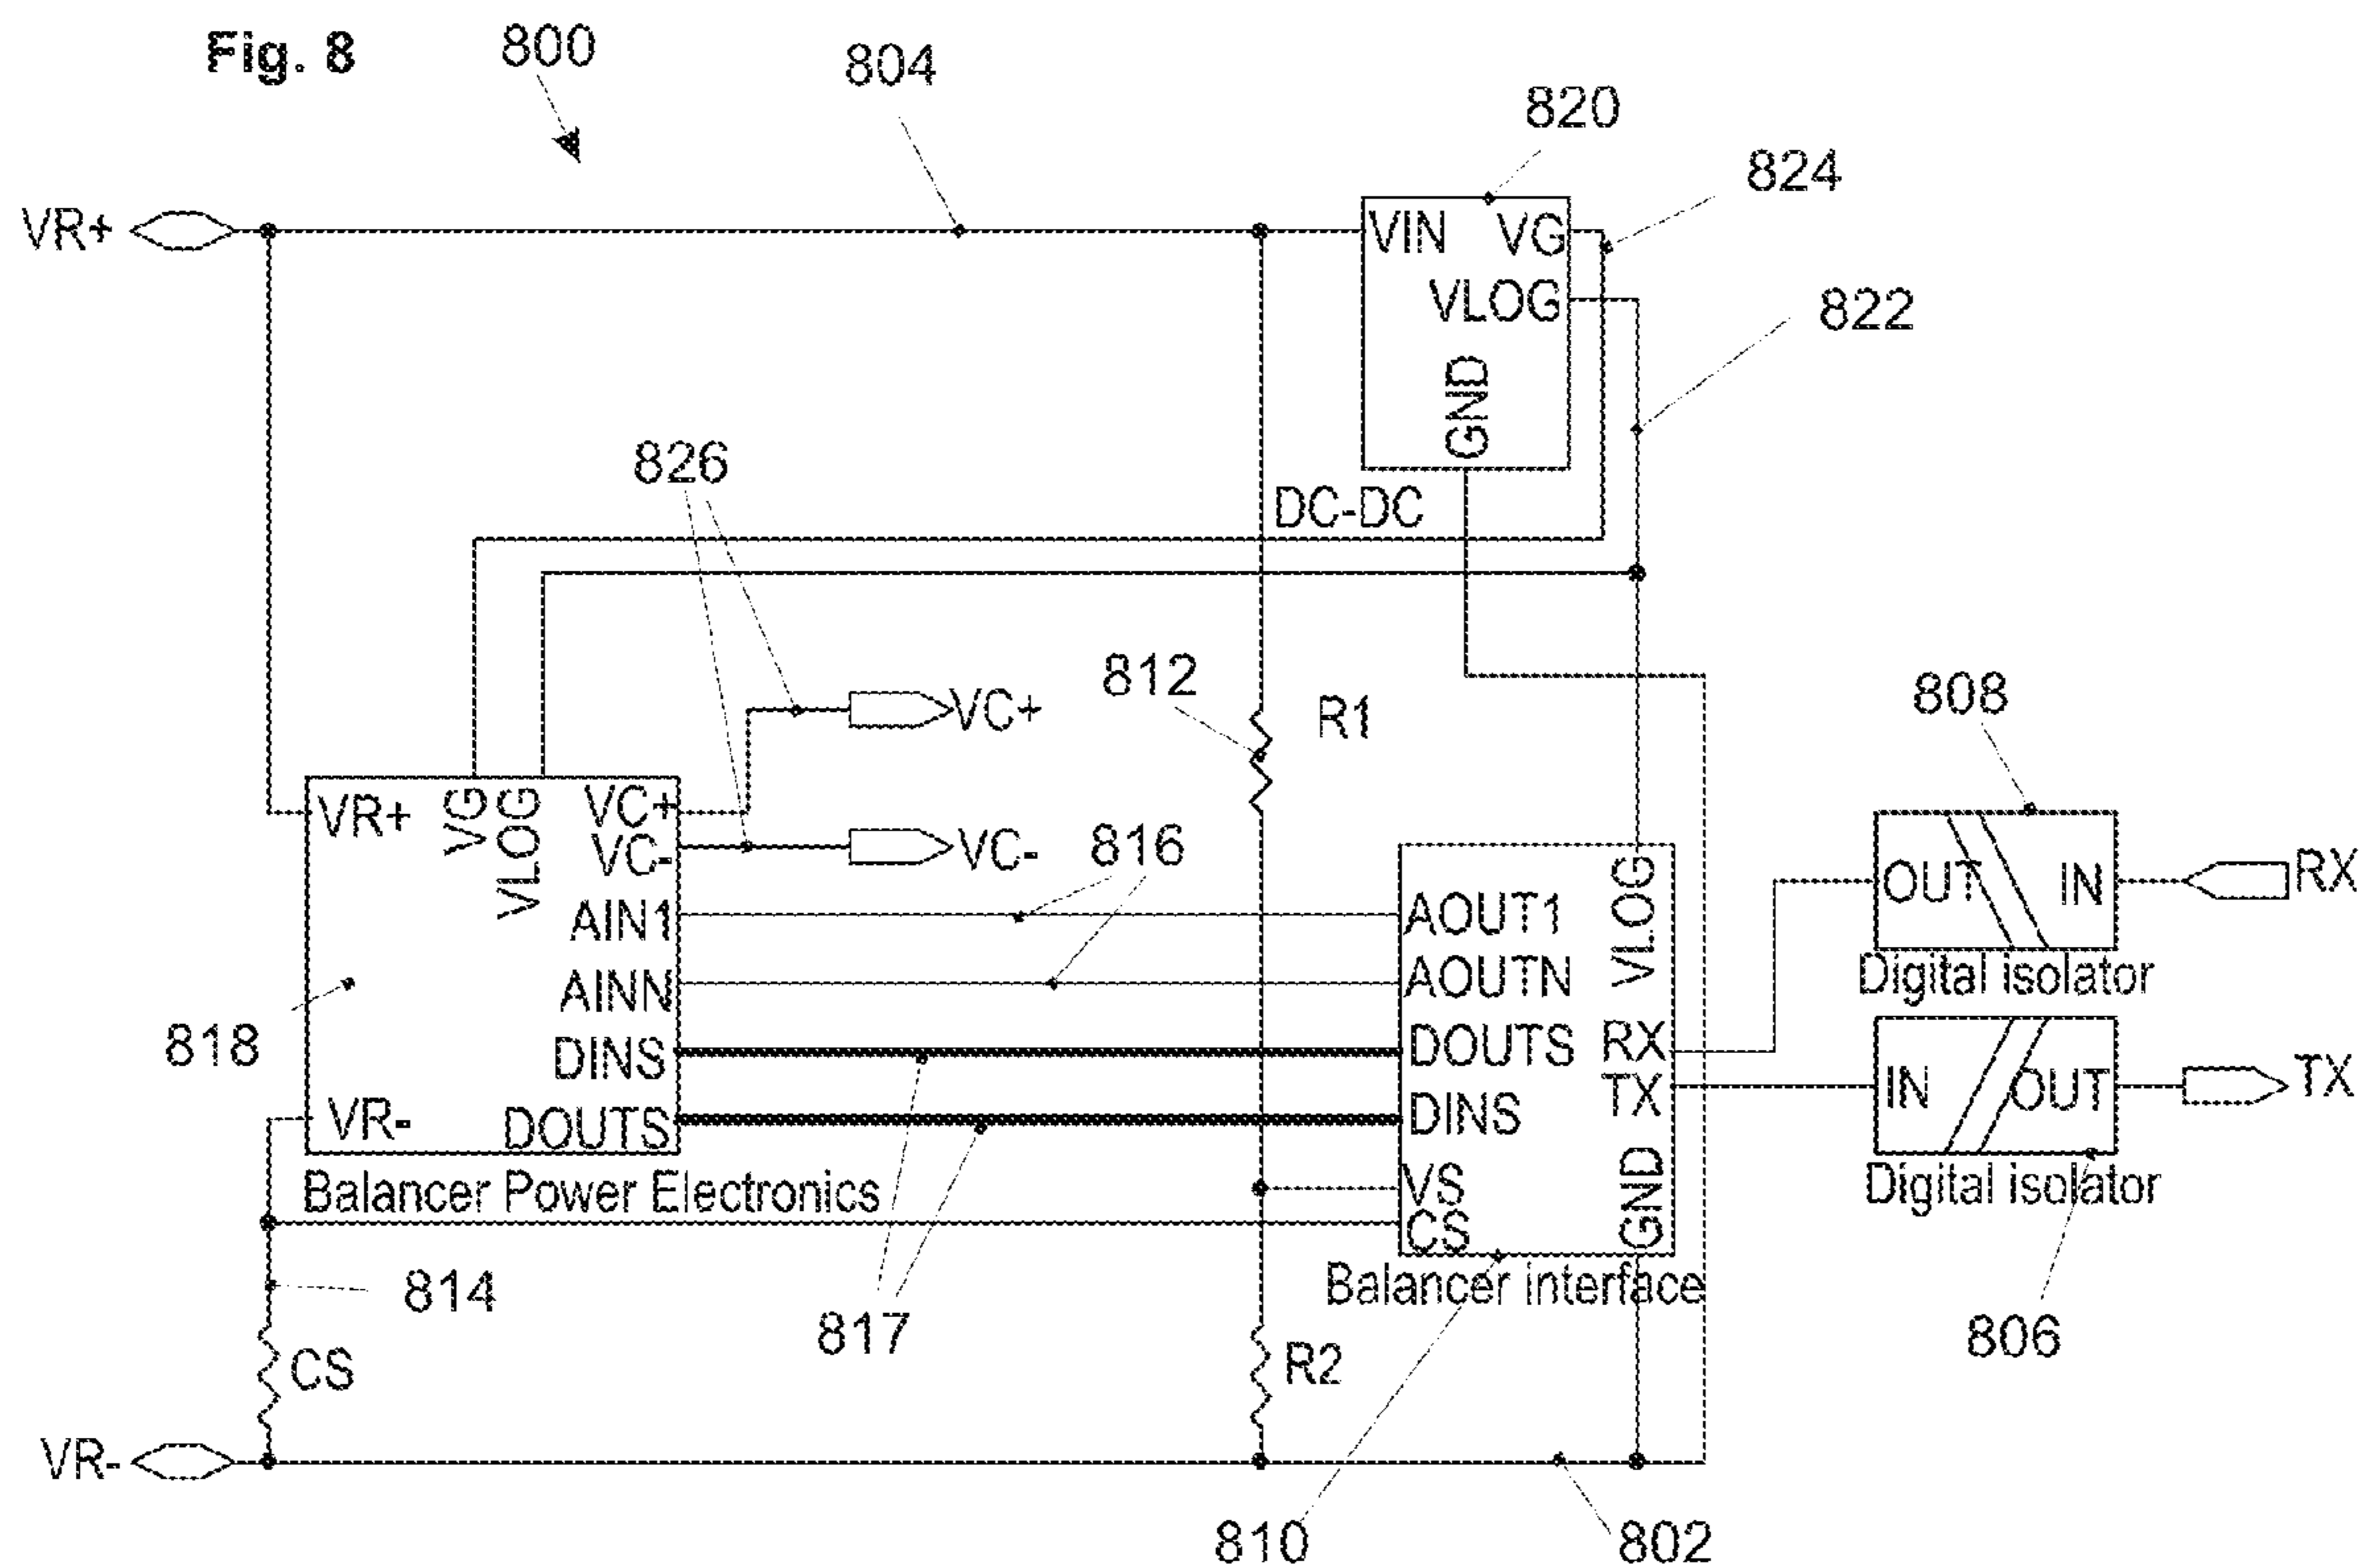 Fig. 8
800
804
820
824
VR+
VIN
VG
VLOG
822
GND
826
DC-DC
812
VC+
R1
808
VR+
VG
VLOG
VC+
VC-
VC-
816
AIN1
AOUT1
VLOG
OUT
IN
RX
AINN
AOUTN
Digital isolator
818
DINS
DOUTS
RX
VR-
DOUTS
DINS
TX
IN
OUT
TX
Balancer Power Electronics
VS
CS
GND
Digital isolator
814
Balancer interface
817
806
CS
R2
VR-
810
802